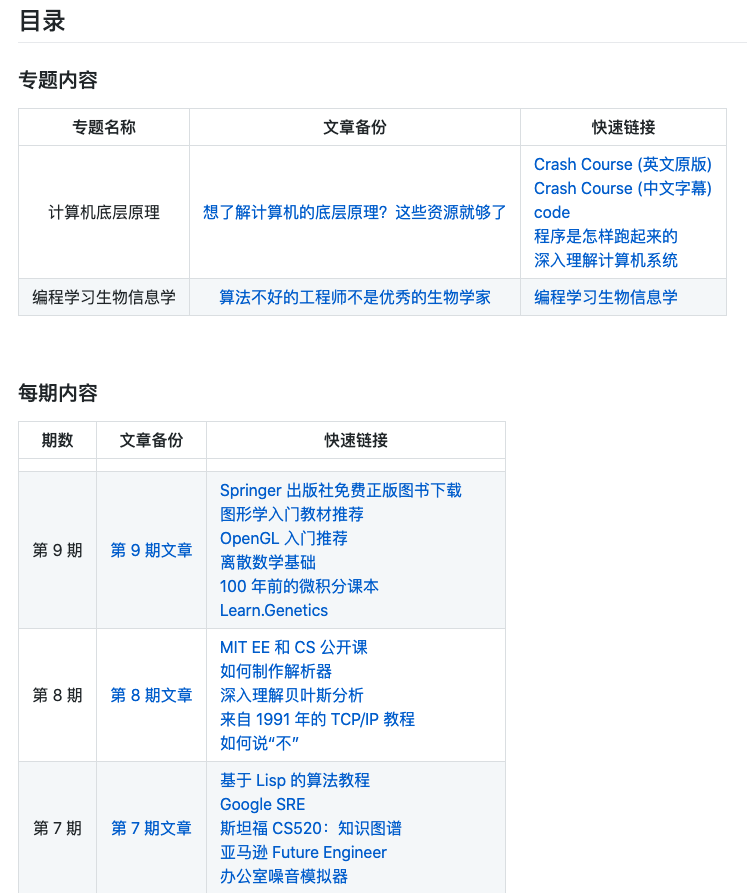 目录
专题内容
专题名称 文章备份 快速链接
计算机底层原理 想了解计算机的底层原理？这些资源就够了 Crash Course (英文原版)
Crash Course (中文字幕)
code
程序是怎样跑起来的
深入理解计算机系统
编程学习生物信息学 算法不好的工程师不是优秀的生物学家 编程学习生物信息学
每期内容
期数 文章备份 快速链接
第 9 期 第 9 期文章 Springer 出版社免费正版图书下载
图形学入门教材推荐
OpenGL 入门推荐
离散数学基础
100 年前的微积分课本
Learn.Genetics
第 8 期 第 8 期文章 MIT EE 和 CS 公开课
如何制作解析器
深入理解贝叶斯分析
来自 1991 年的 TCP/IP 教程
如何说“不”
第 7 期 第 7 期文章 基于 Lisp 的算法教程
Google SRE
斯坦福 CS520：知识图谱
亚马逊 Future Engineer
办公室噪音模拟器